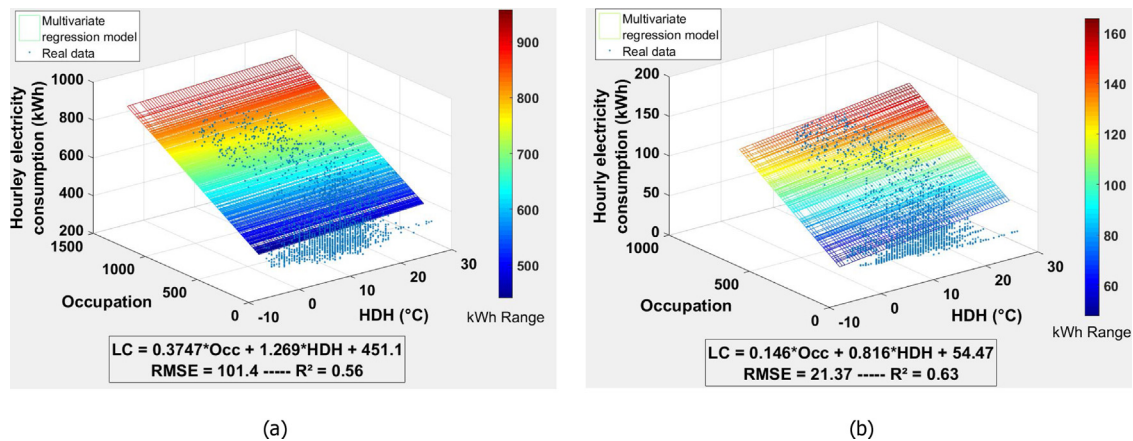 Multivariate
regression model
Real data
Hourley electricity
consumption (kWh)
1000
800
600
400
200
1500
1000
500
0
Occupation
-10
0
10
20
30
HDH (°C)
900
800
700
600
500
kWh Range
LC = 0.3747*Occ + 1.269*HDH + 451.1
RMSE = 101.4 ----- R² = 0.56
(a)
Multivariate
regression model
Real data
Hourly electricity
consumption (kWh)
200
150
100
50
0
1000
500
0
Occupation
-10
0
10
20
30
HDH (°C)
160
140
120
100
80
60
kWh Range
LC = 0.146*Occ + 0.816*HDH + 54.47
RMSE = 21.37 ----- R² = 0.63
(b)